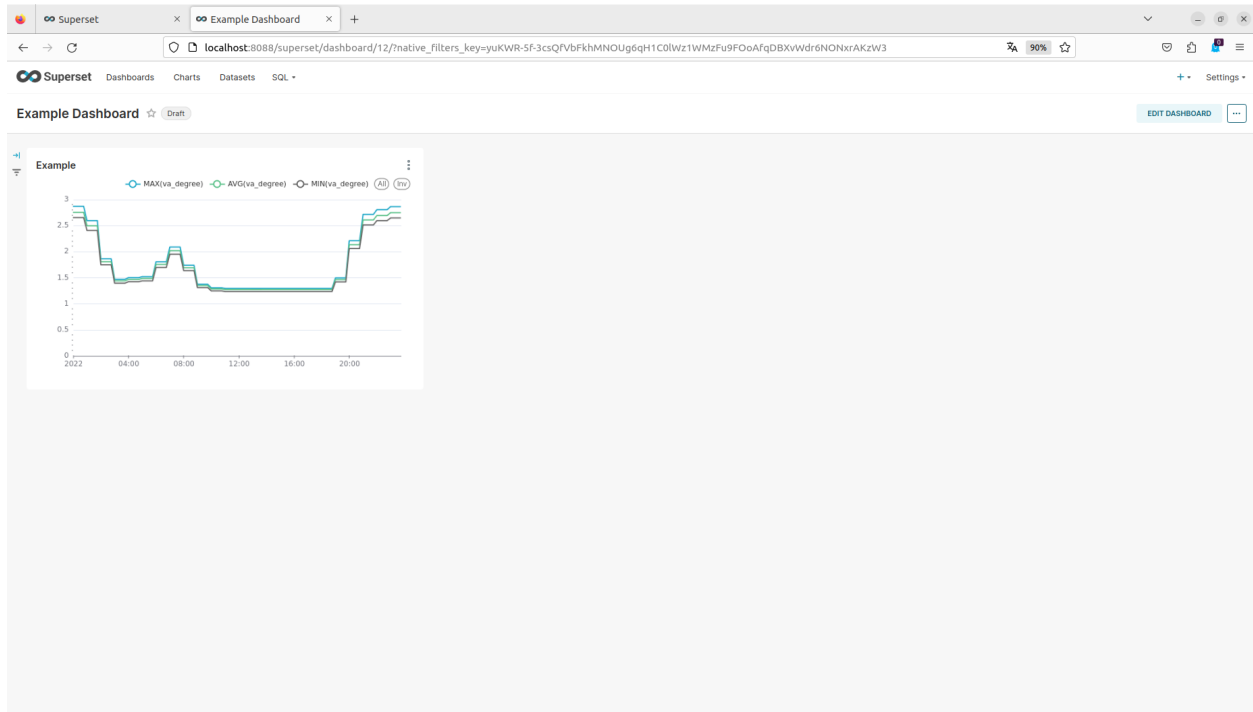 Superset
Example Dashboard
localhost:8088/superset/dashboard/12/?native_filters_key=yuKWR-5f-3csQfVbFkhMNOUg6qH1C0lWz1WMzFu9FOoAfqDBXvWdr6NONxrAKzW3
90%
Superset Dashboards Charts Datasets SQL
Settings
Example Dashboard Draft
EDIT DASHBOARD
Example
MAX(va_degree) AVG(va_degree) MIN(va_degree) All Inv
3
2.5
2
1.5
1
0.5
0
2022 04:00 08:00 12:00 16:00 20:00